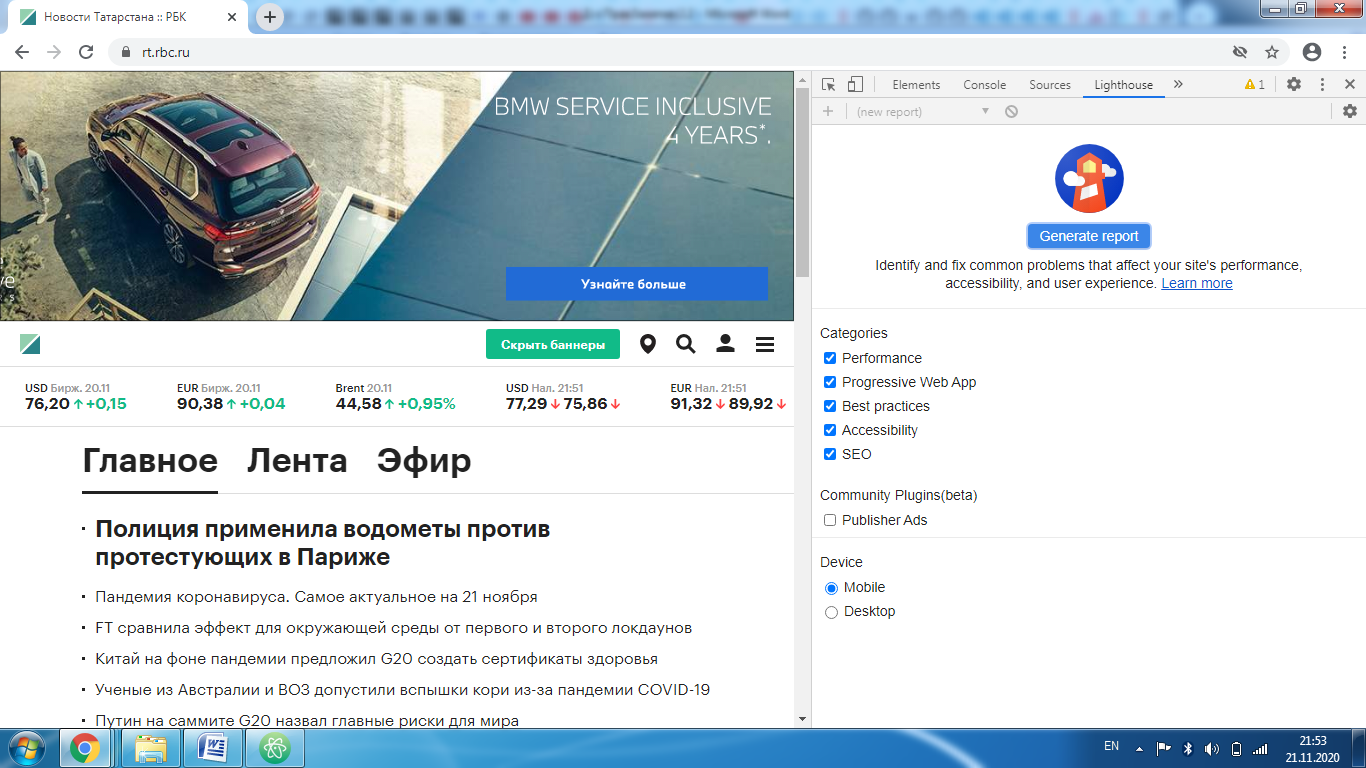 Новости Татарстана :: РБК
rt.rbc.ru
BMW SERVICE INCLUSIVE
4 YEARS*.
Узнайте больше
Скрыть баннеры
USD Бирж. 20.11
76,20 ↑ +0,15
EUR Бирж. 20.11
90,38 ↑ +0,04
Brent 20.11
44,58 ↑ +0,95%
USD Нал. 21:51
77,29 ↓ 75,86 ↓
EUR Нал. 21:51
91,32 ↓ 89,92 ↓
Главное Лента Эфир
Полиция применила водометы против
протестующих в Париже
Пандемия коронавируса. Самое актуальное на 21 ноября
FT сравнила эффект для окружающей среды от первого и второго локдаунов
Китай на фоне пандемии предложил G20 создать сертификаты здоровья
Ученые из Австралии и ВОЗ допустили вспышки кори из-за пандемии COVID-19
Путин на саммите G20 назвал главные риски для мира
Elements Console Sources Lighthouse » 1
(new report)
Generate report
Identify and fix common problems that affect your site's performance,
accessibility, and user experience. Learn more
Categories
Performance
Progressive Web App
Best practices
Accessibility
SEO
Community Plugins(beta)
Publisher Ads
Device
Mobile
Desktop
EN
21:53
21.11.2020